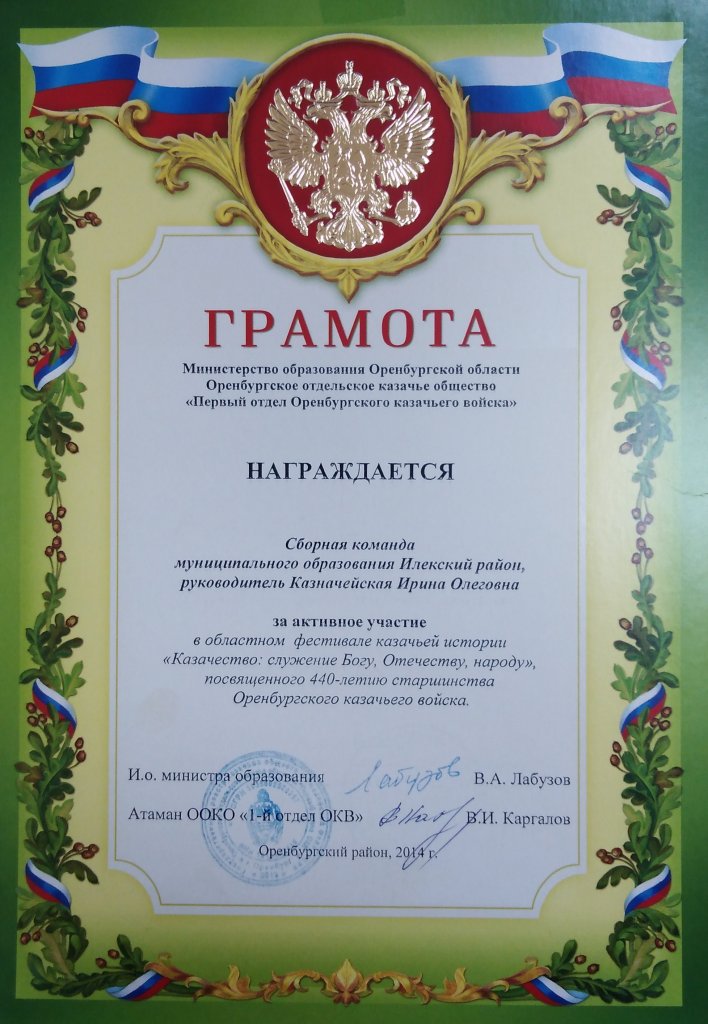 ГРАМОТА
Министерство образования Оренбургской области
Оренбургское отдельское казачье общество
«Первый отдел Оренбургского казачьего войска»
НАГРАЖДАЕТСЯ
Сборная команда
муниципального образования Илекский район,
руководитель Казначейская Ирина Олеговна
за активное участие
в областном фестивале казачьей истории
«Казачество: служение Богу, Отечеству, народу»,
посвященного 440-летию старшинства
Оренбургского казачьего войска.
И.о. министра образования Лабузов В.А. Лабузов
Атаман ООКО «1-й отдел ОКВ» В.И. Каргалов
Оренбургский район, 2014 г.